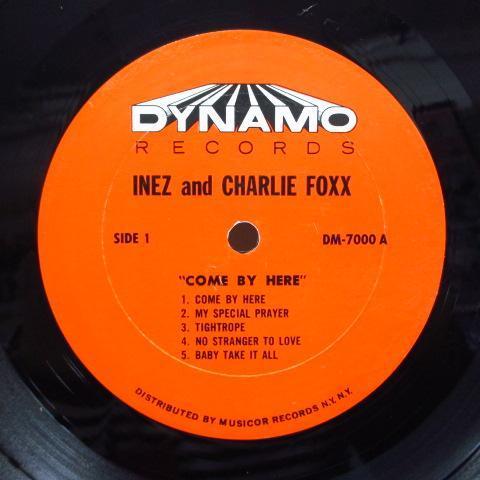 DYNAMO
RECORDS
INEZ and CHARLIE FOXX
SIDE 1
DM-7000 A
"COME BY HERE"
1. COME BY HERE
2. MY SPECIAL PRAYER
3. TIGHTROPE
4. NO STRANGER TO LOVE
5. BABY TAKE IT ALL
DISTRIBUTED BY MUSICOR RECORDS N.Y. N.Y.